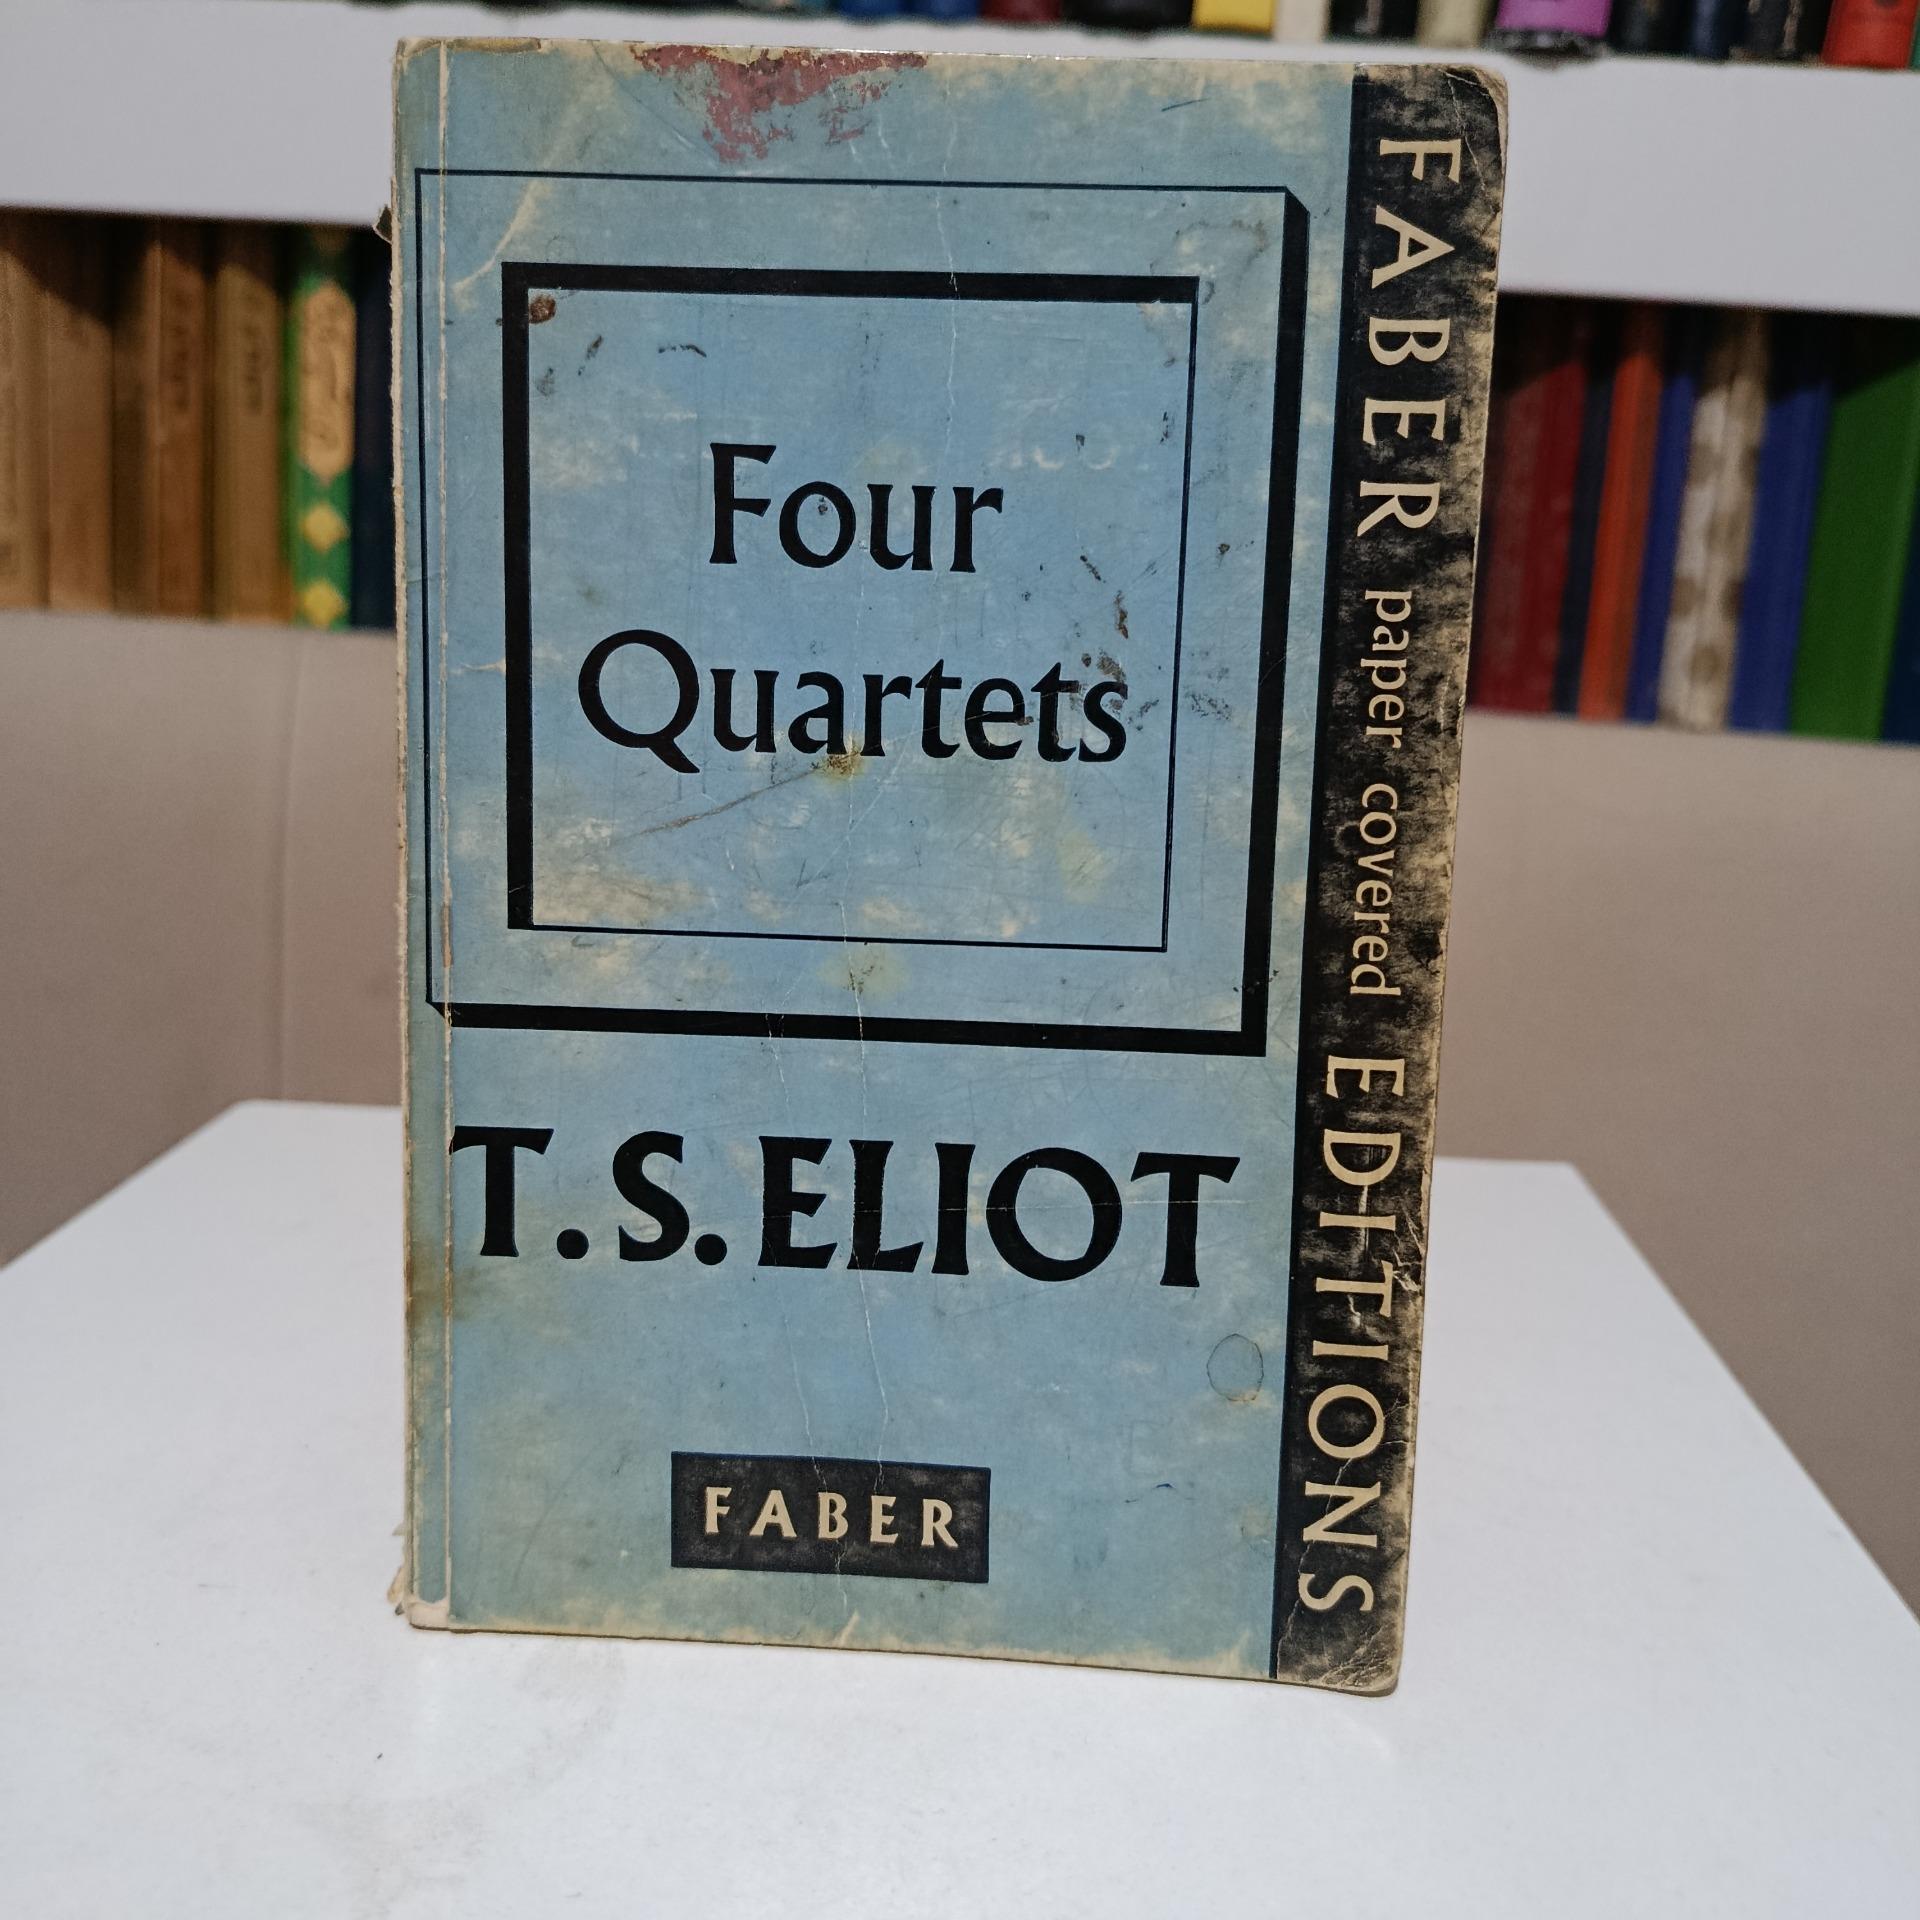 Four
Quartets
T. S. ELIOT
FABER
FABER paper covered EDITIONS